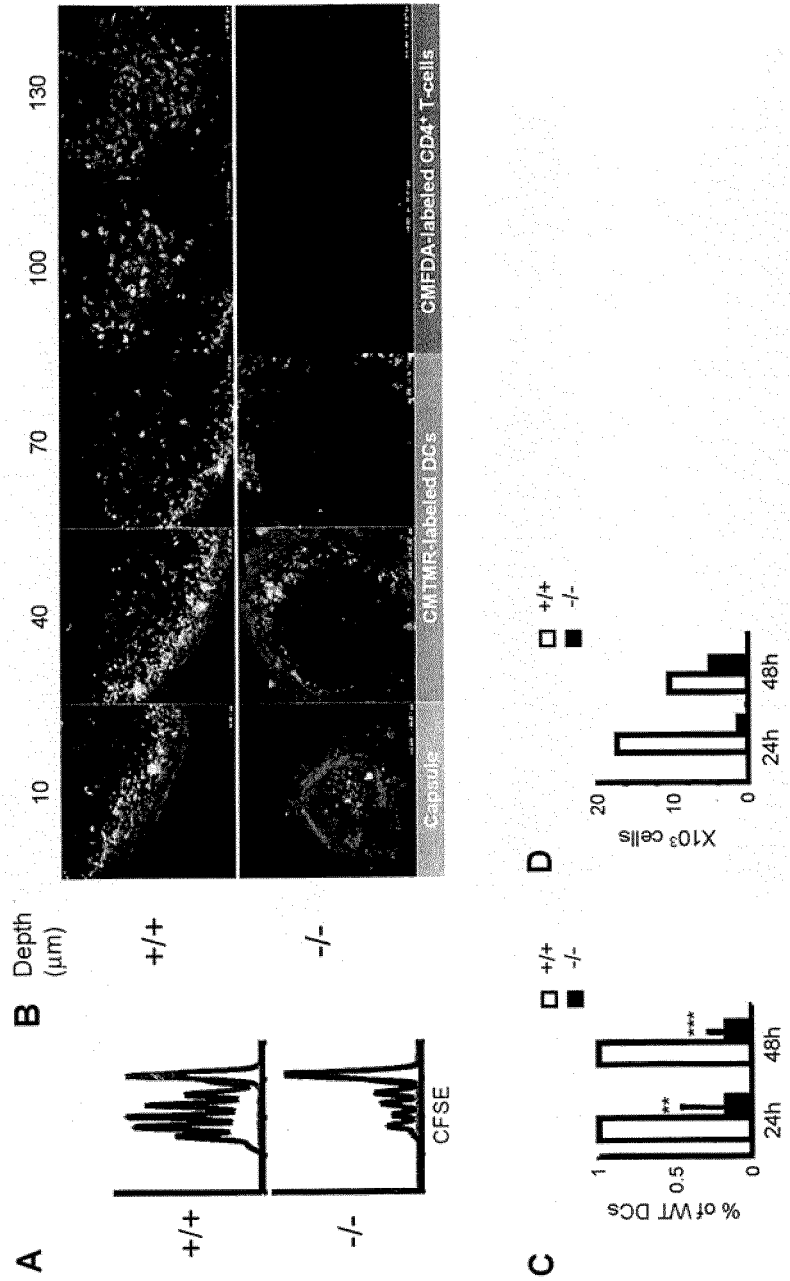 A
+/+
-/-
CFSE
B
Depth
(μm)
10
40
70
100
130
+/+
-/-
Capsule
CMTMR-labeled DCs
CMFDA-labeled CD4⁺ T-cells
C
+/+
-/-
% of WT DCs
1
0.5
0
**
***
24h
48h
D
+/+
-/-
X10³ cells
20
10
0
24h
48h